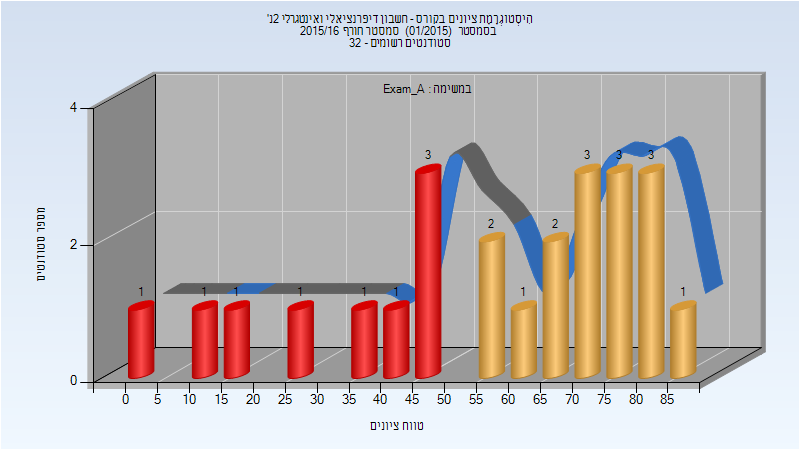 היסטוגרמת ציונים בקורס - חשבון דיפרנציאלי ואינטגרלי 2נ'
בסמסטר (01/2015) סמסטר חורף 2015/16
סטודנטים רשומים - 32
במשימה : Exam_A
מספר סטודנטים
4
2
0
1 1 1 1 1 1 3 2 1 2 3 3 3 1
0 5 10 15 20 25 30 35 40 45 50 55 60 65 70 75 80 85
טווח ציונים